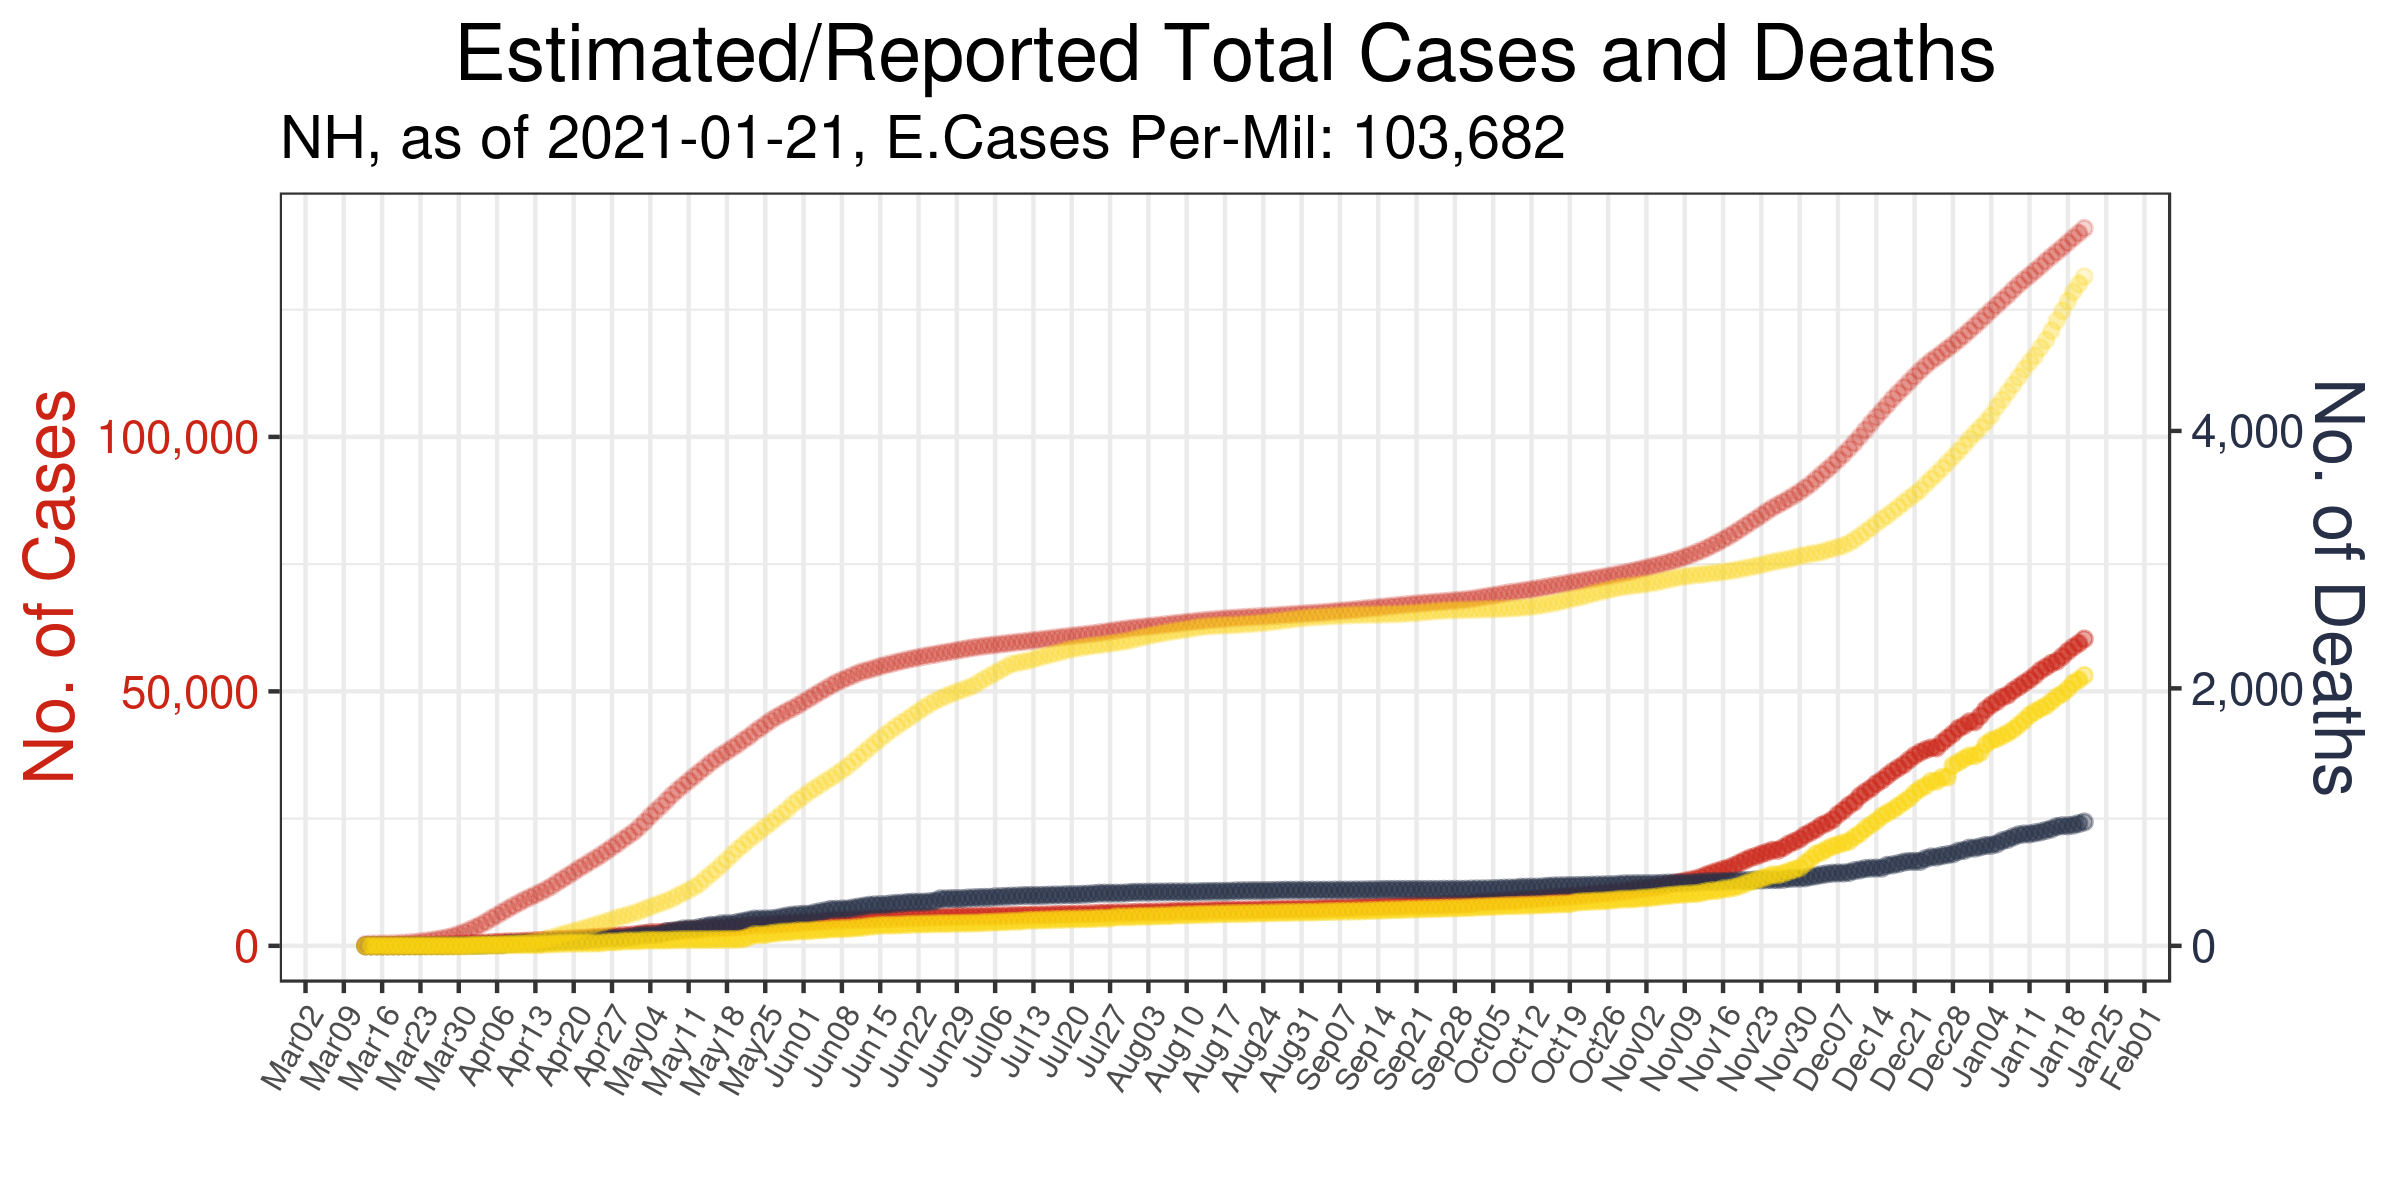 Estimated/Reported Total Cases and Deaths
NH, as of 2021-01-21, E.Cases Per-Mil: 103,682
No. of Cases
100,000
50,000
0
4,000
2,000
0
No. of Deaths
Mar02
Mar09
Mar16
Mar23
Mar30
Apr06
Apr13
Apr20
Apr27
May04
May11
May18
May25
Jun01
Jun08
Jun15
Jun22
Jun29
Jul06
Jul13
Jul20
Jul27
Aug03
Aug10
Aug17
Aug24
Aug31
Sep07
Sep14
Sep21
Sep28
Oct05
Oct12
Oct19
Oct26
Nov02
Nov09
Nov16
Nov23
Nov30
Dec07
Dec14
Dec21
Dec28
Jan04
Jan11
Jan18
Jan25
Feb01